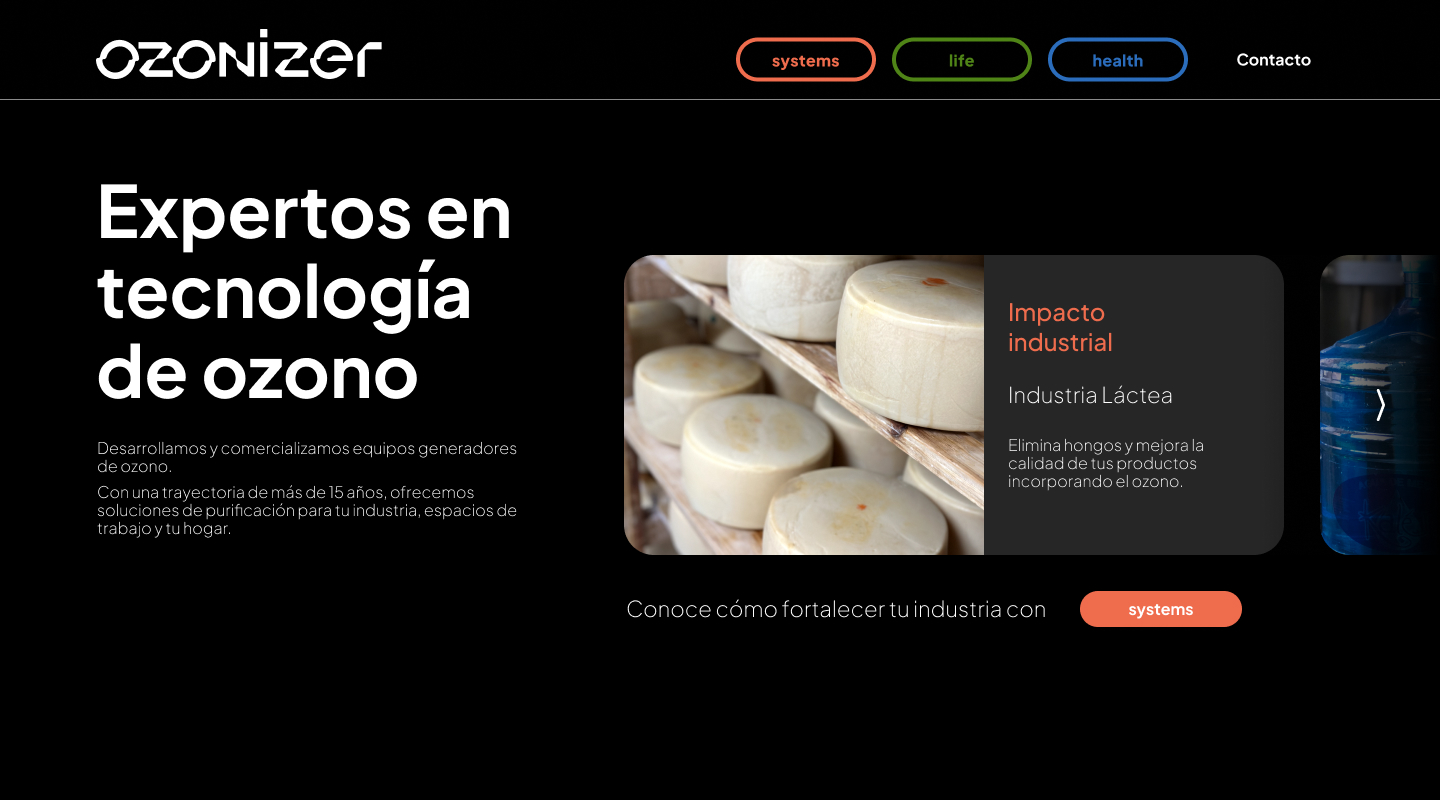 ozonizer
systems
life
health
Contacto
Expertos en
tecnología
de ozono
Desarrollamos y comercializamos equipos generadores
de ozono.
Con una trayectoria de más de 15 años, ofrecemos
soluciones de purificación para tu industria, espacios de
trabajo y tu hogar.
Impacto
industrial
Industria Láctea
Elimina hongos y mejora la
calidad de tus productos
incorporando el ozono.
Conoce cómo fortalecer tu industria con
systems